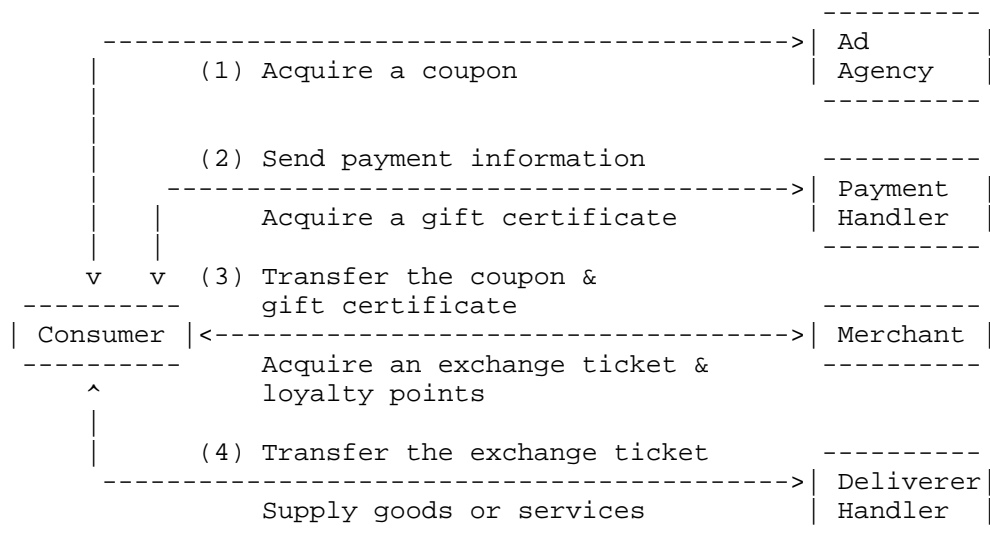 Ad
(1) Acquire a coupon Agency
(2) Send payment information
Payment
Acquire a gift certificate Handler
v v (3) Transfer the coupon &
gift certificate
Consumer Merchant
Acquire an exchange ticket &
loyalty points
(4) Transfer the exchange ticket
Deliverer
Supply goods or services Handler